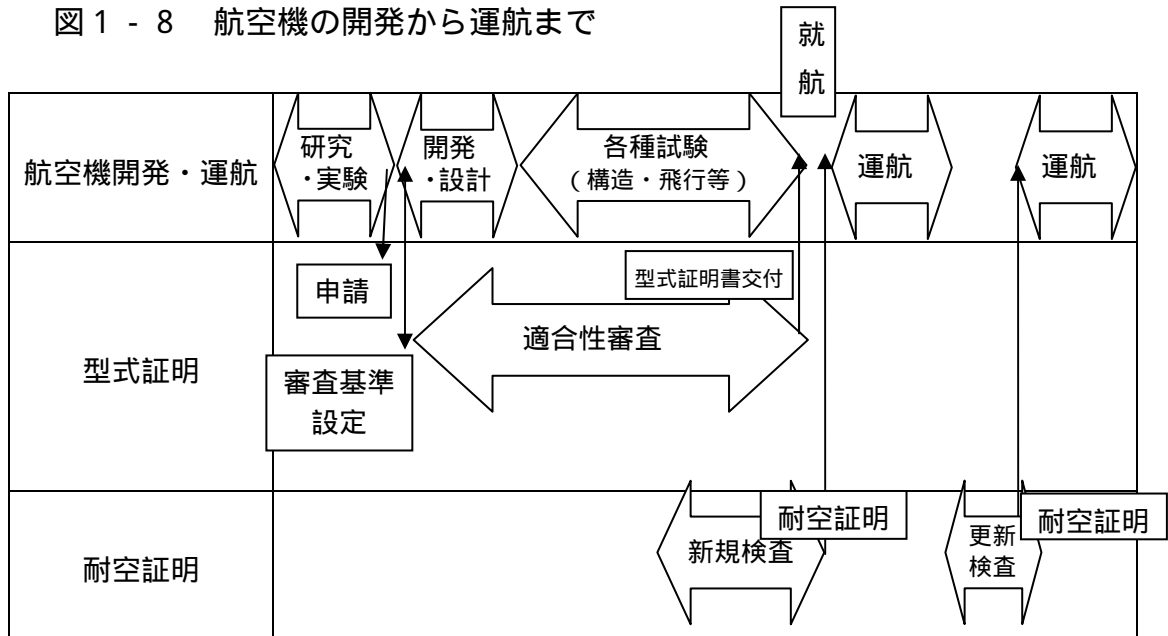 図1-8 航空機の開発から運航まで
就
航
航空機開発・運航
研究
・実験
開発
・設計
各種試験
(構造・飛行等)
運航
運航
型式証明
申請
審査基準
設定
適合性審査
型式証明書交付
耐空証明
新規検査
耐空証明
更新
検査
耐空証明